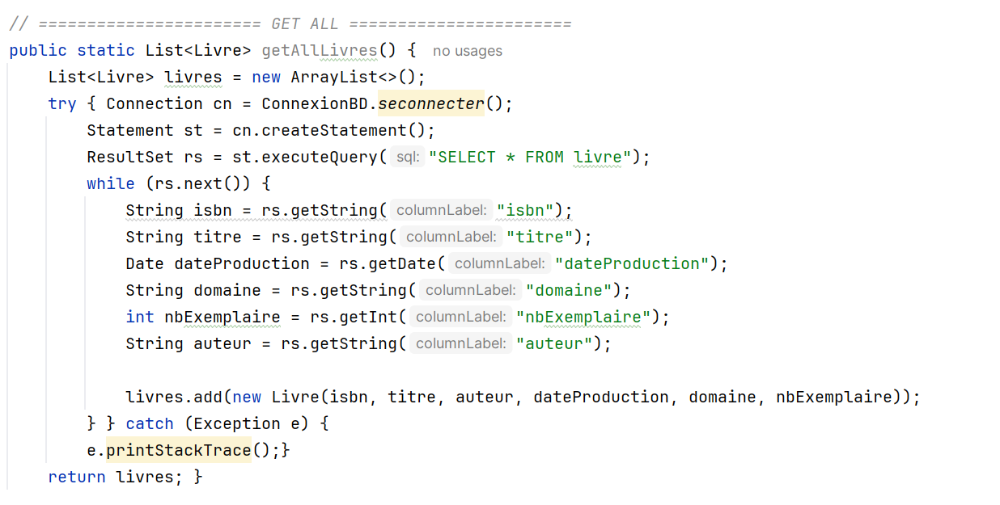 // ======================= GET ALL =======================
public static List<Livre> getAllLivres() { no usages
List<Livre> livres = new ArrayList<>();
try { Connection cn = ConnexionBD.seconnecter();
Statement st = cn.createStatement();
ResultSet rs = st.executeQuery( sql: "SELECT * FROM livre");
while (rs.next()) {
String isbn = rs.getString( columnLabel: "isbn");
String titre = rs.getString( columnLabel: "titre");
Date dateProduction = rs.getDate( columnLabel: "dateProduction");
String domaine = rs.getString( columnLabel: "domaine");
int nbExemplaire = rs.getInt( columnLabel: "nbExemplaire");
String auteur = rs.getString( columnLabel: "auteur");
livres.add(new Livre(isbn, titre, auteur, dateProduction, domaine, nbExemplaire));
} } catch (Exception e) {
e.printStackTrace();}
return livres; }